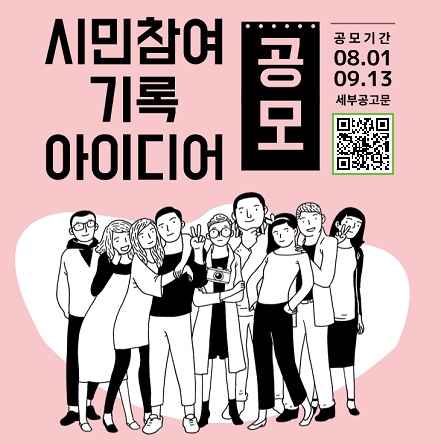 시민참여
기록
아이디어
공모
공모기간
08.01
09.13
세부공고문